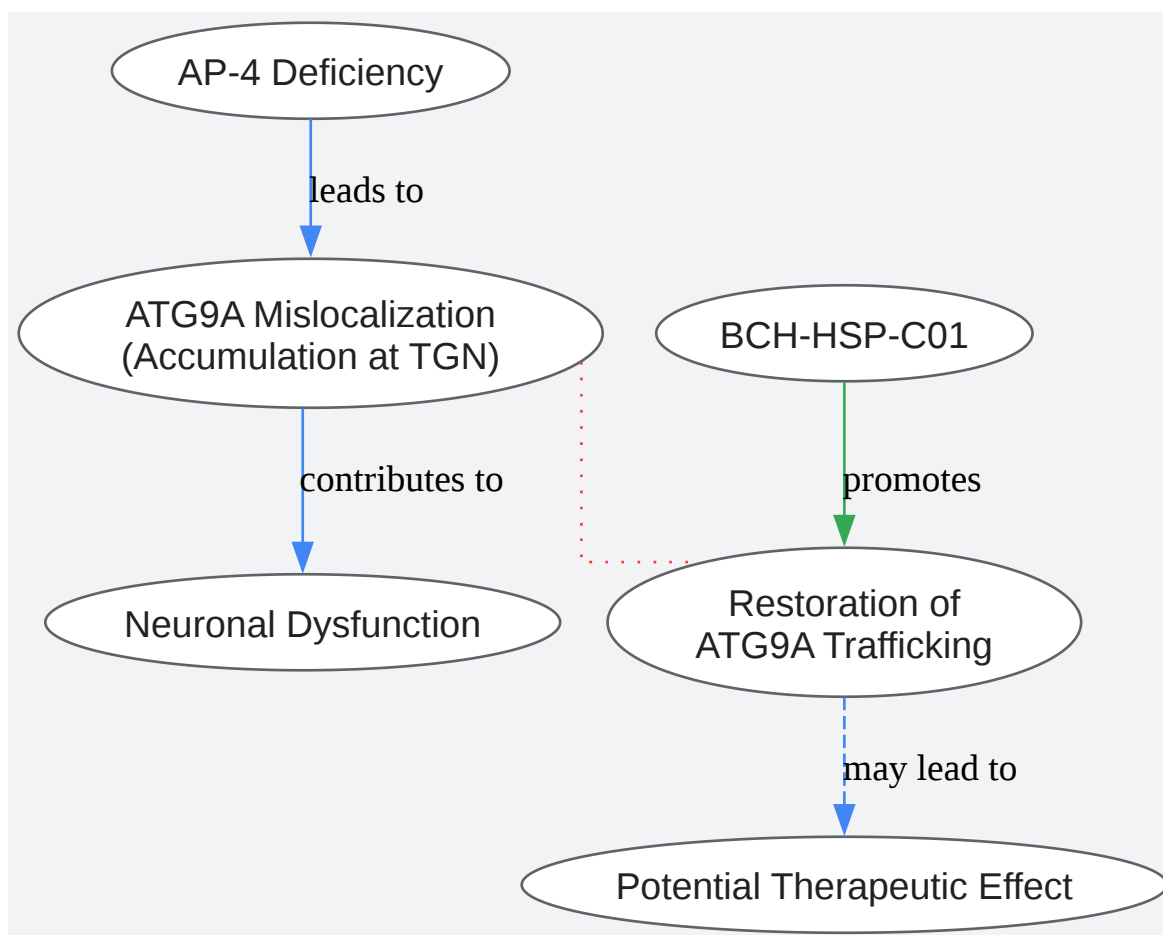 AP-4 Deficiency
leads to
ATG9A Mislocalization
(Accumulation at TGN)
BCH-HSP-C01
contributes to
promotes
Neuronal Dysfunction
Restoration of
ATG9A Trafficking
may lead to
Potential Therapeutic Effect